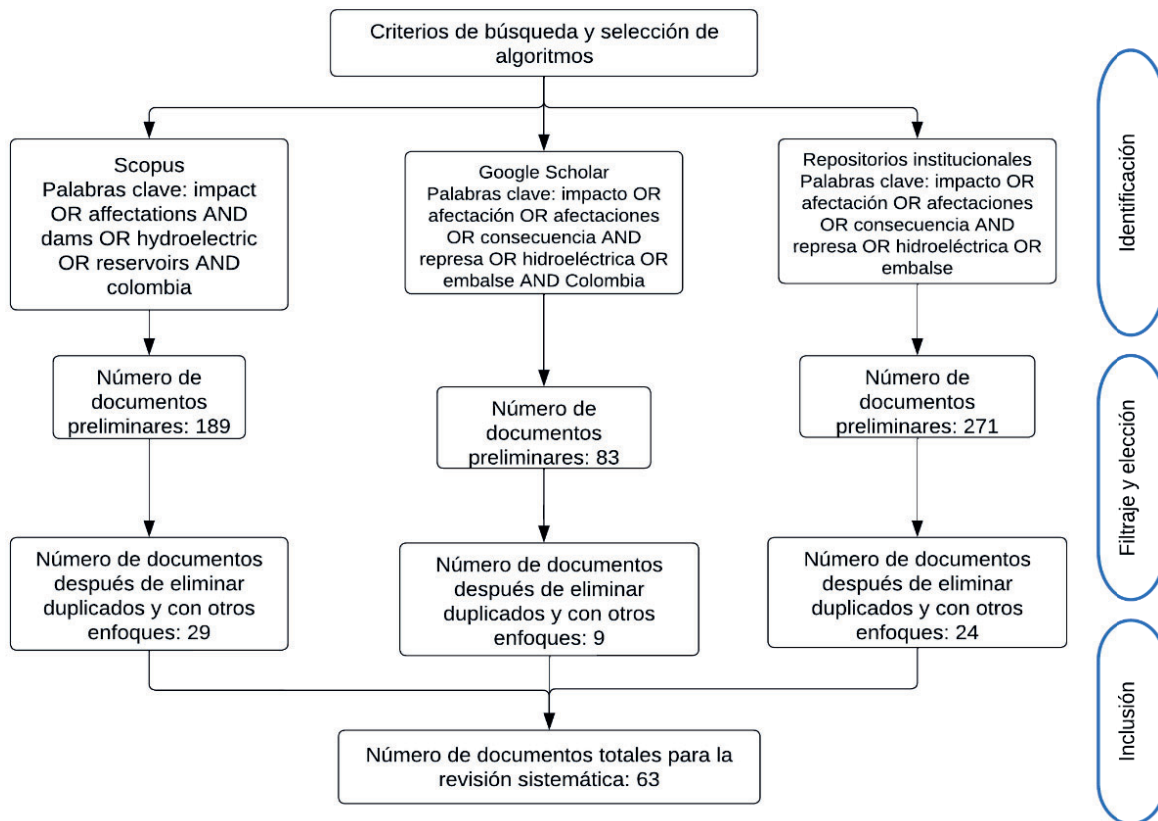 Criterios de búsqueda y selección de
algoritmos
Scopus
Palabras clave: impact
OR affectations AND
dams OR hydroelectric
OR reservoirs AND
colombia
Google Scholar
Palabras clave: impacto OR
afectación OR afectaciones
OR consecuencia AND
represa OR hidroeléctrica OR
embalse AND Colombia
Repositorios institucionales
Palabras clave: impacto OR
afectación OR afectaciones
OR consecuencia AND
represa OR hidroeléctrica OR
embalse
Identificación
Número de
documentos
preliminares: 189
Número de
documentos
preliminares: 83
Número de
documentos
preliminares: 271
Filtraje y elección
Número de documentos
después de eliminar
duplicados y con otros
enfoques: 29
Número de documentos
después de eliminar
duplicados y con otros
enfoques: 9
Número de documentos
después de eliminar
duplicados y con otros
enfoques: 24
Inclusión
Número de documentos totales para la
revisión sistemática: 63